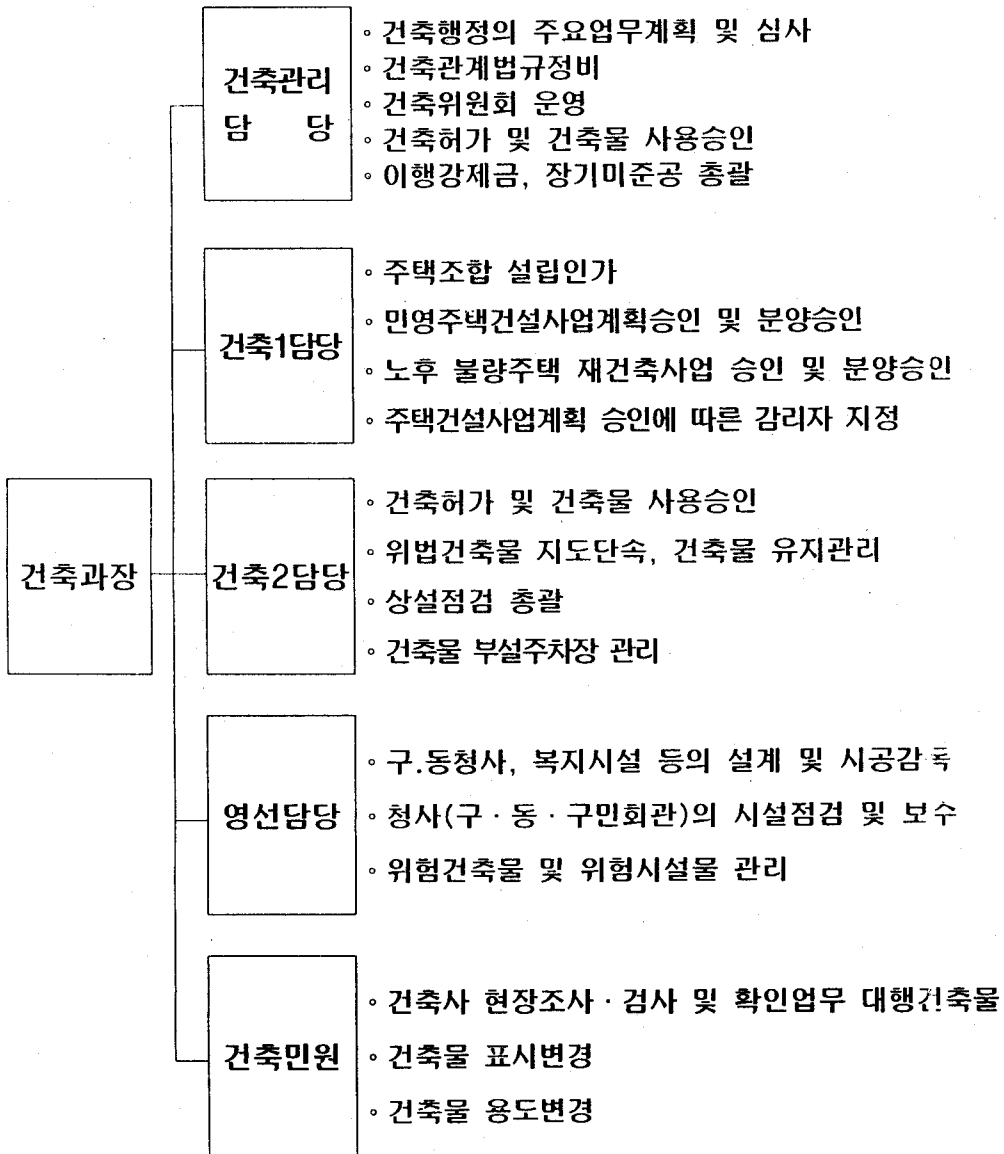 건축관리
담 당
◦ 건축행정의 주요업무계획 및 심사
◦ 건축관계법규정비
◦ 건축위원회 운영
◦ 건축허가 및 건축물 사용승인
◦ 이행강제금, 장기미준공 총괄
건축1담당
◦ 주택조합 설립인가
◦ 민영주택건설사업계획승인 및 분양승인
◦ 노후 불량주택 재건축사업 승인 및 분양승인
◦ 주택건설사업계획 승인에 따른 감리자 지정
건축과장
건축2담당
◦ 건축허가 및 건축물 사용승인
◦ 위법건축물 지도단속, 건축물 유지관리
◦ 상설점검 총괄
◦ 건축물 부설주차장 관리
영선담당
◦ 구.동청사, 복지시설 등의 설계 및 시공감독
◦ 청사(구 · 동 · 구민회관)의 시설점검 및 보수
◦ 위험건축물 및 위험시설물 관리
건축민원
◦ 건축사 현장조사 · 검사 및 확인업무 대행건축물
◦ 건축물 표시변경
◦ 건축물 용도변경